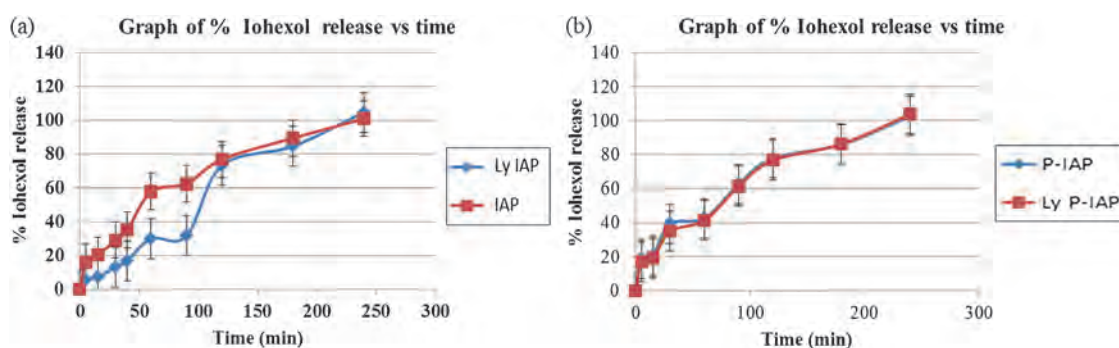 (a)
Graph of % Iohexol release vs time
% Iohexol release
140
120
100
80
60
40
20
0
0
50
100
150
200
250
300
Time (min)
Ly IAP
IAP
(b)
Graph of % Iohexol release vs time
% Iohexol release
140
120
100
80
60
40
20
0
0
100
200
300
Time (min)
P-IAP
Ly P-IAP